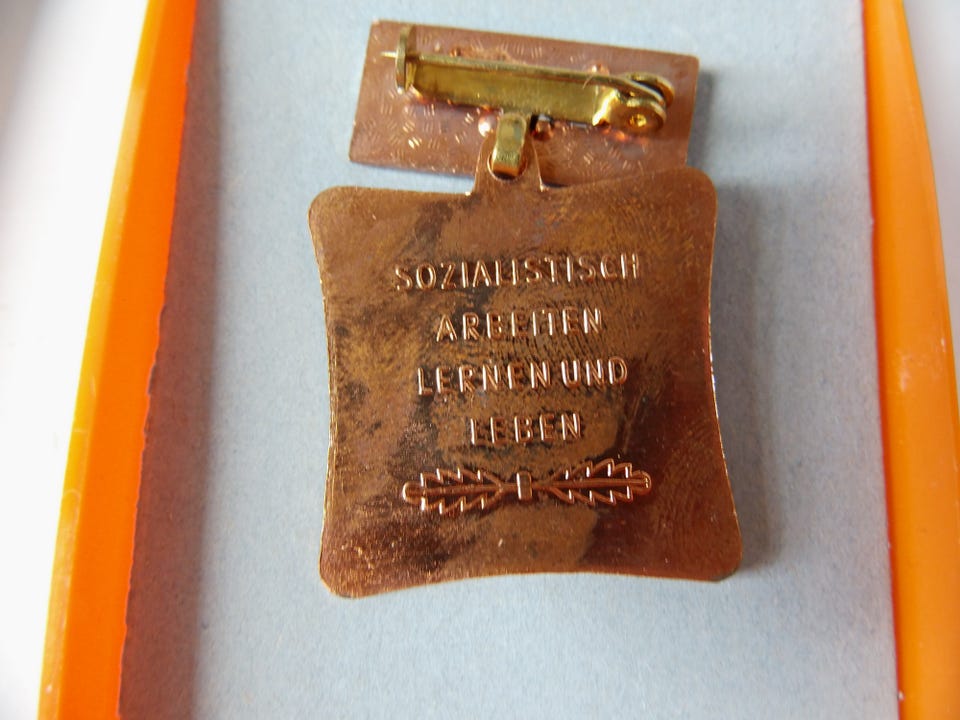 SOZIALISTISCH
ARBEITEN
LERNEN UND
LEBEN